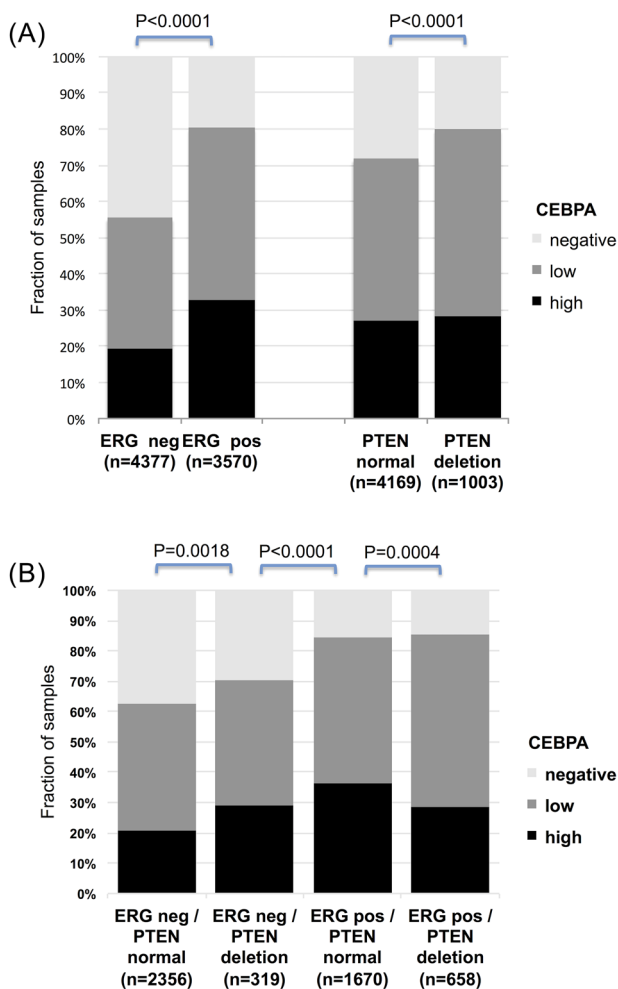 (A)
P<0.0001
P<0.0001
100%
90%
80%
70%
60%
50%
40%
30%
20%
10%
0%
Fraction of samples
ERG neg ERG pos
(n=4377) (n=3570)
PTEN PTEN
normal deletion
(n=4169) (n=1003)
CEBPA
negative
low
high
(B)
P=0.0018 P<0.0001 P=0.0004
100%
90%
80%
70%
60%
50%
40%
30%
20%
10%
0%
Fraction of samples
ERG neg / ERG neg / ERG pos / ERG pos /
PTEN PTEN PTEN PTEN
normal deletion normal deletion
(n=2356) (n=319) (n=1670) (n=658)
CEBPA
negative
low
high